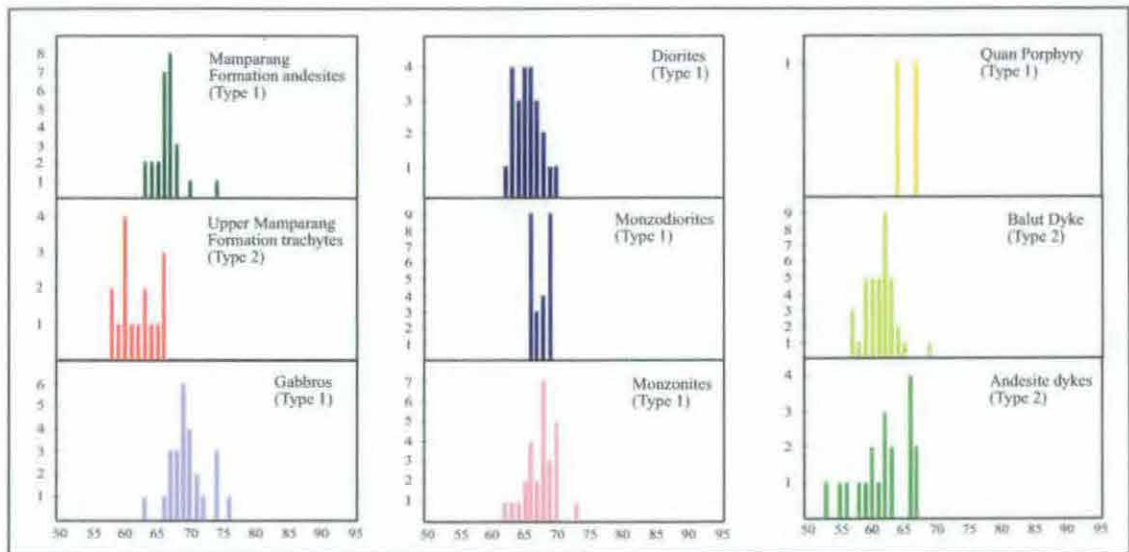 8
7
6
5
4
3
2
1
Mamparang
Formation andesites
(Type 1)
4
3
2
1
Diorites
(Type 1)
1
Quan Porphyry
(Type 1)
4
3
2
1
Upper Mamparang
Formation trachytes
(Type 2)
9
8
7
6
5
4
3
2
1
Monzodiorites
(Type 1)
9
8
7
6
5
4
3
2
1
Balut Dyke
(Type 2)
6
5
4
3
2
1
Gabbros
(Type 1)
50 55 60 65 70 75 80 85 90 95
7
6
5
4
3
2
1
Monzonites
(Type 1)
50 55 60 65 70 75 80 85 90 95
4
3
2
1
Andesite dykes
(Type 2)
50 55 60 65 70 75 80 85 90 95